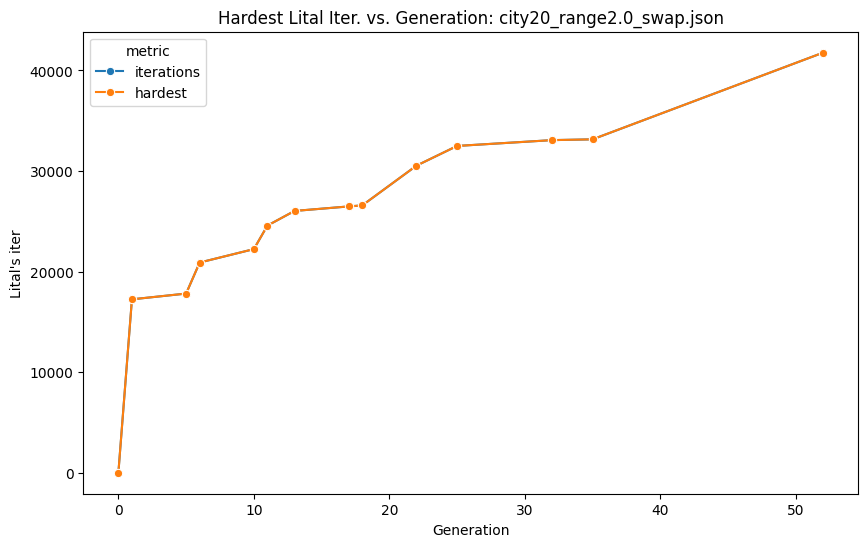 Hardest Lital Iter. vs. Generation: city20_range2.0_swap.json
metric
iterations
hardest
40000
30000
20000
10000
0
Lital's iter
0 10 20 30 40 50
Generation